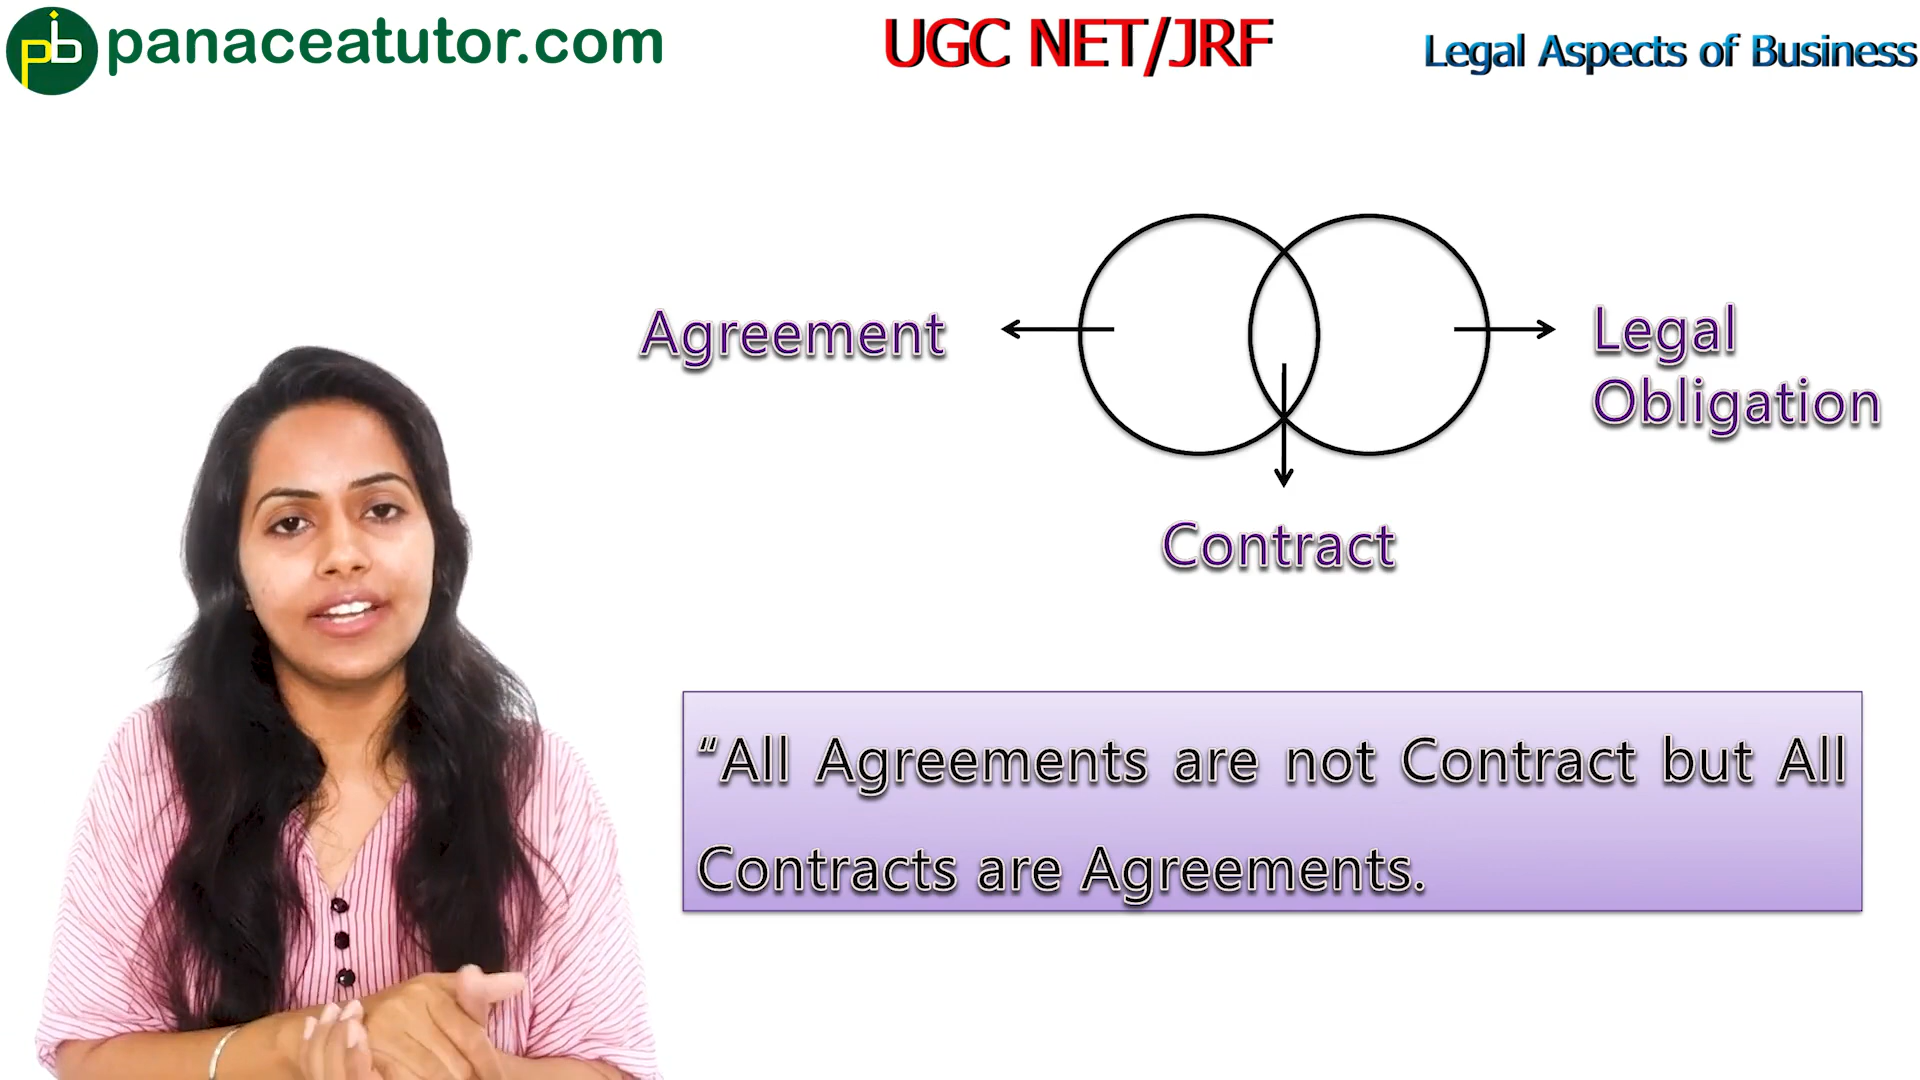 pb panaceatutor.com
UGC NET/JRF
Legal Aspects of Business
Agreement
Legal
Obligation
Contract
“All Agreements are not Contract but All
Contracts are Agreements.